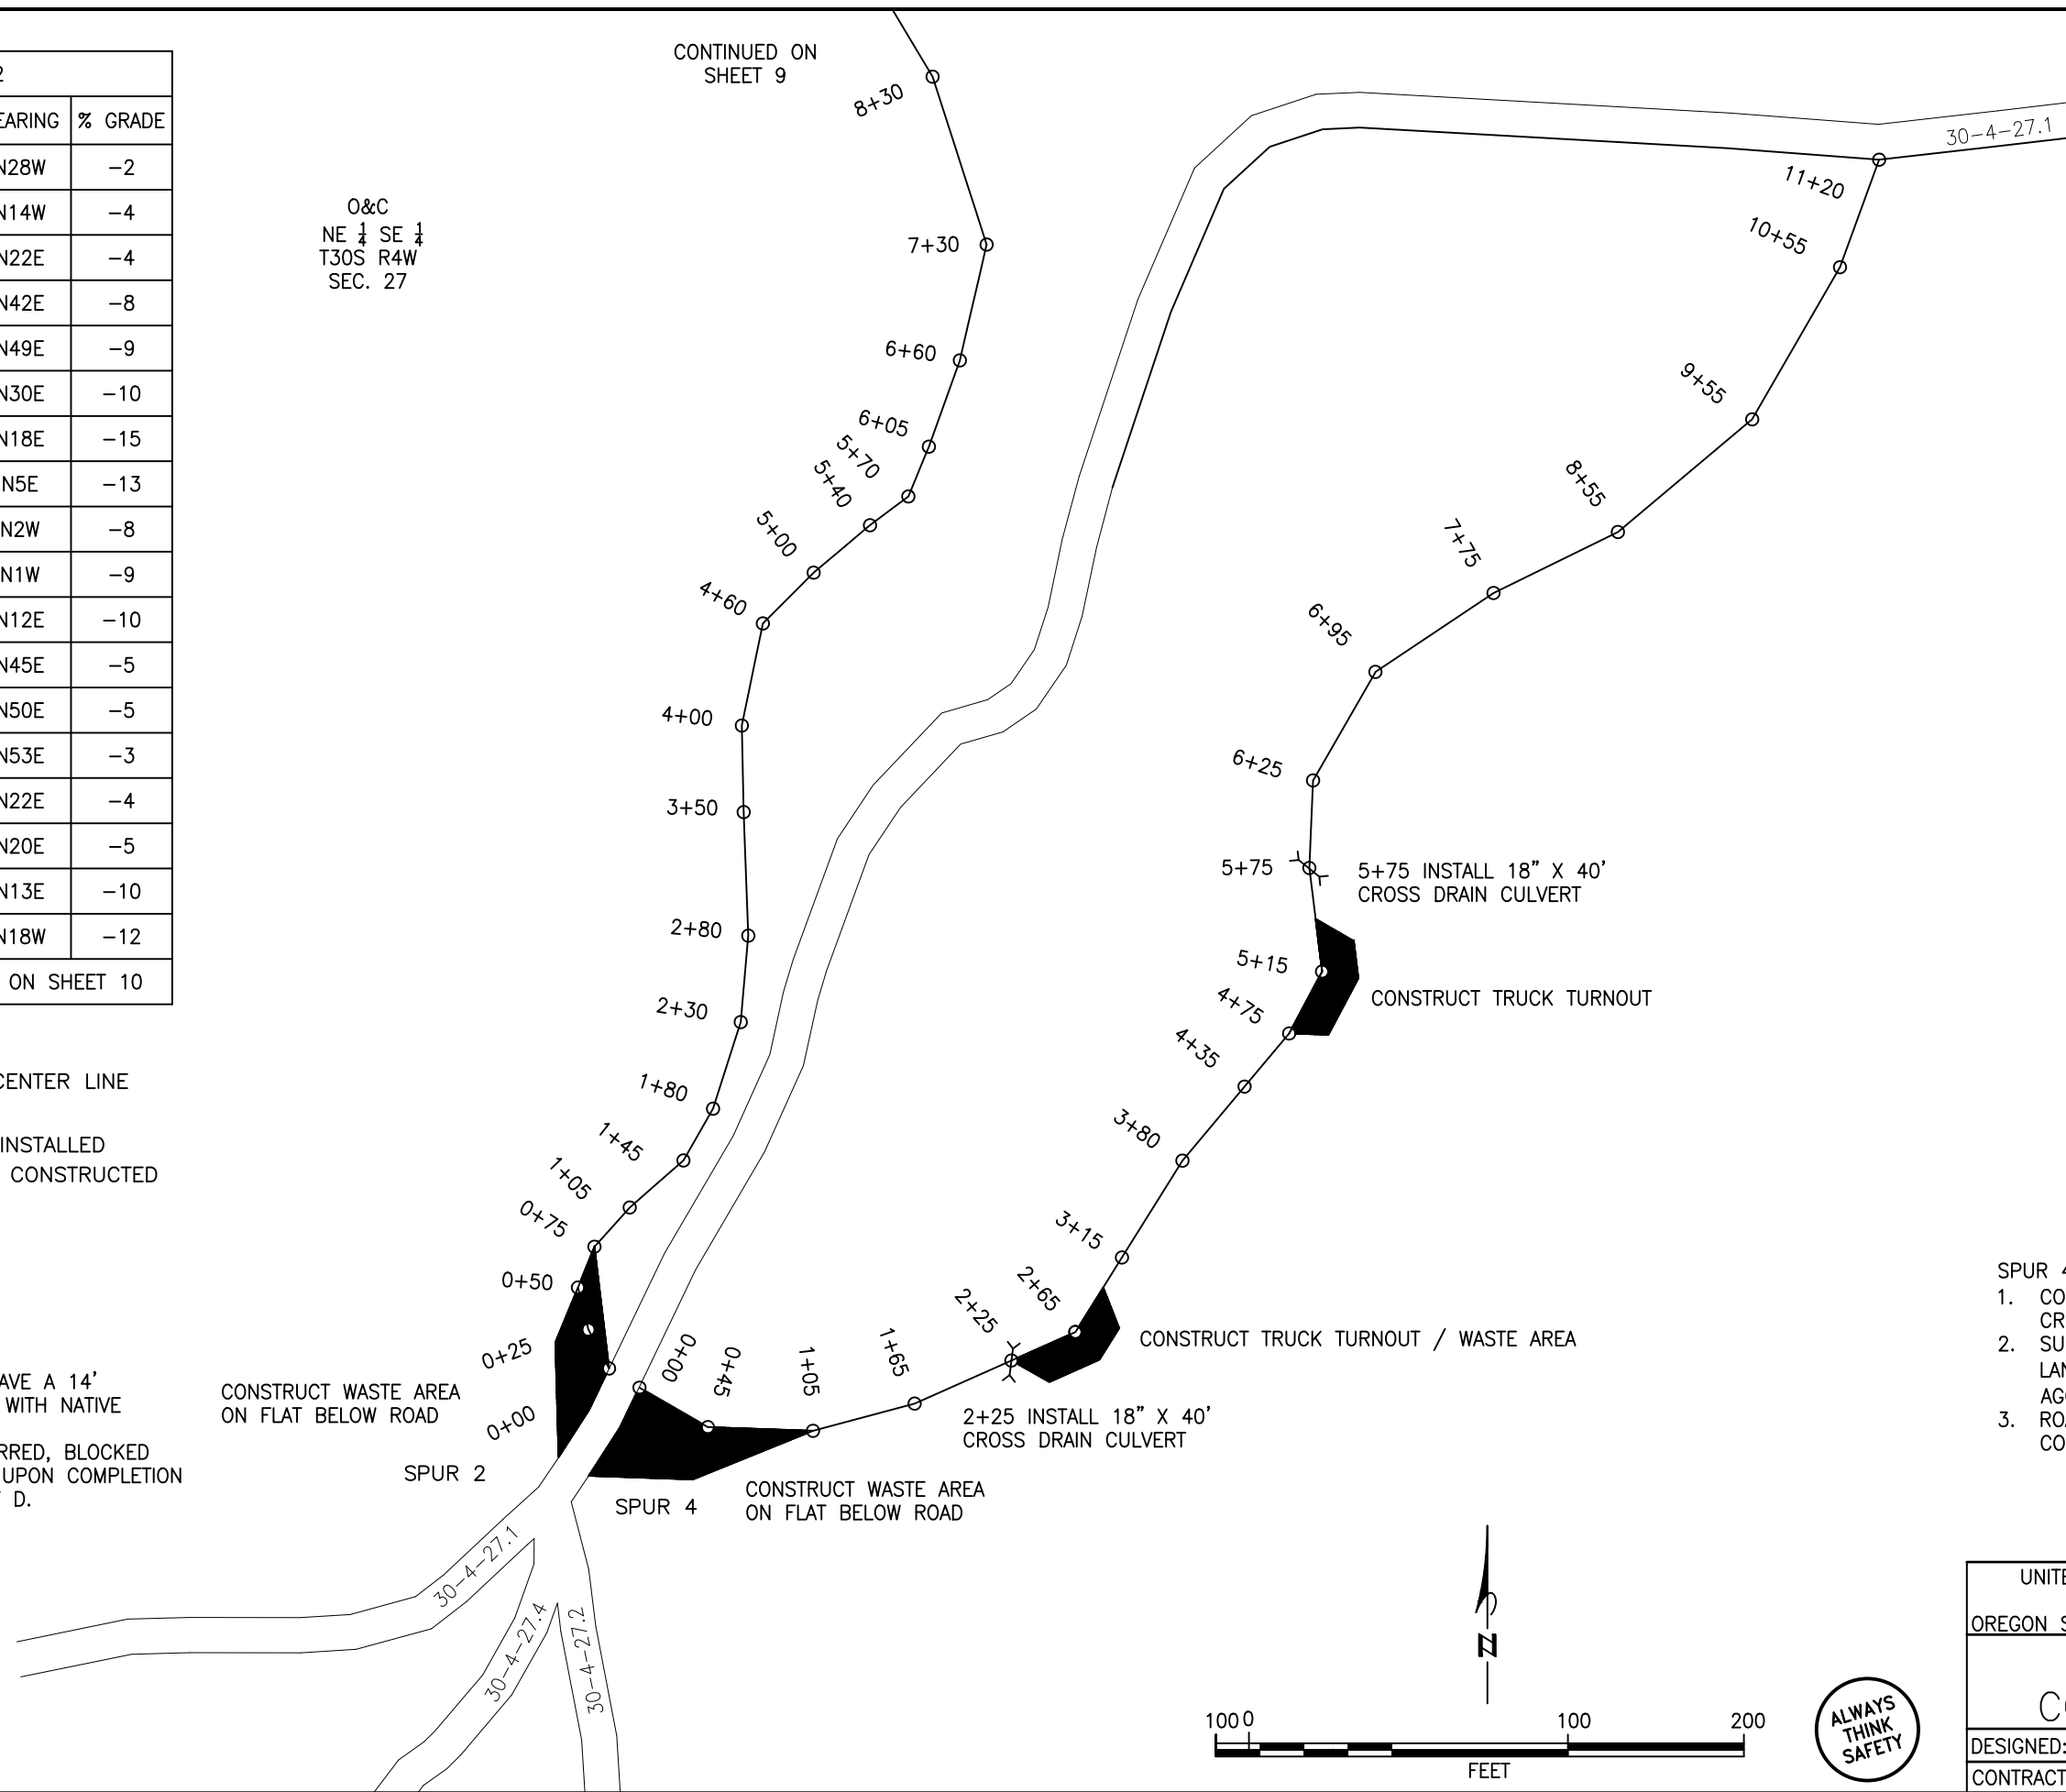 2
EARING % GRADE
N28W -2
N14W -4
N22E -4
N42E -8
N49E -9
N30E -10
N18E -15
N5E -13
N2W -8
N1W -9
N12E -10
N45E -5
N50E -5
N53E -3
N22E -4
N20E -5
N13E -10
N18W -12
ON SHEET 10
CENTER LINE
INSTALLED
CONSTRUCTED
AVE A 14'
WITH NATIVE
RRED, BLOCKED
UPON COMPLETION
D.
CONTINUED ON
SHEET 9
O&C
NE 1/4 SE 1/4
T30S R4W
SEC. 27
8+30
7+30
6+60
6+05
5+70
5+40
5+00
4+60
4+00
3+50
2+80
2+30
1+80
1+45
1+05
0+75
0+50
0+25
0+00
CONSTRUCT WASTE AREA
ON FLAT BELOW ROAD
SPUR 2
30-4-27.1
11+20
10+55
9+55
8+55
7+75
6+95
6+25
5+75
5+75 INSTALL 18" X 40'
CROSS DRAIN CULVERT
5+15
CONSTRUCT TRUCK TURNOUT
4+75
4+35
3+80
3+15
2+65
2+25
CONSTRUCT TRUCK TURNOUT / WASTE AREA
1+65
1+05
0+45
0+00
2+25 INSTALL 18" X 40'
CROSS DRAIN CULVERT
CONSTRUCT WASTE AREA
ON FLAT BELOW ROAD
SPUR 4
30-4-27.1
30-4-27.4
30-4-27.2
N
100 0 100 200
FEET
ALWAYS
THINK
SAFETY
SPUR 4
1. CO
CR
2. SU
LAN
AGG
3. ROA
CO
UNITE
OREGON S
CO
DESIGNED:
CONTRACT